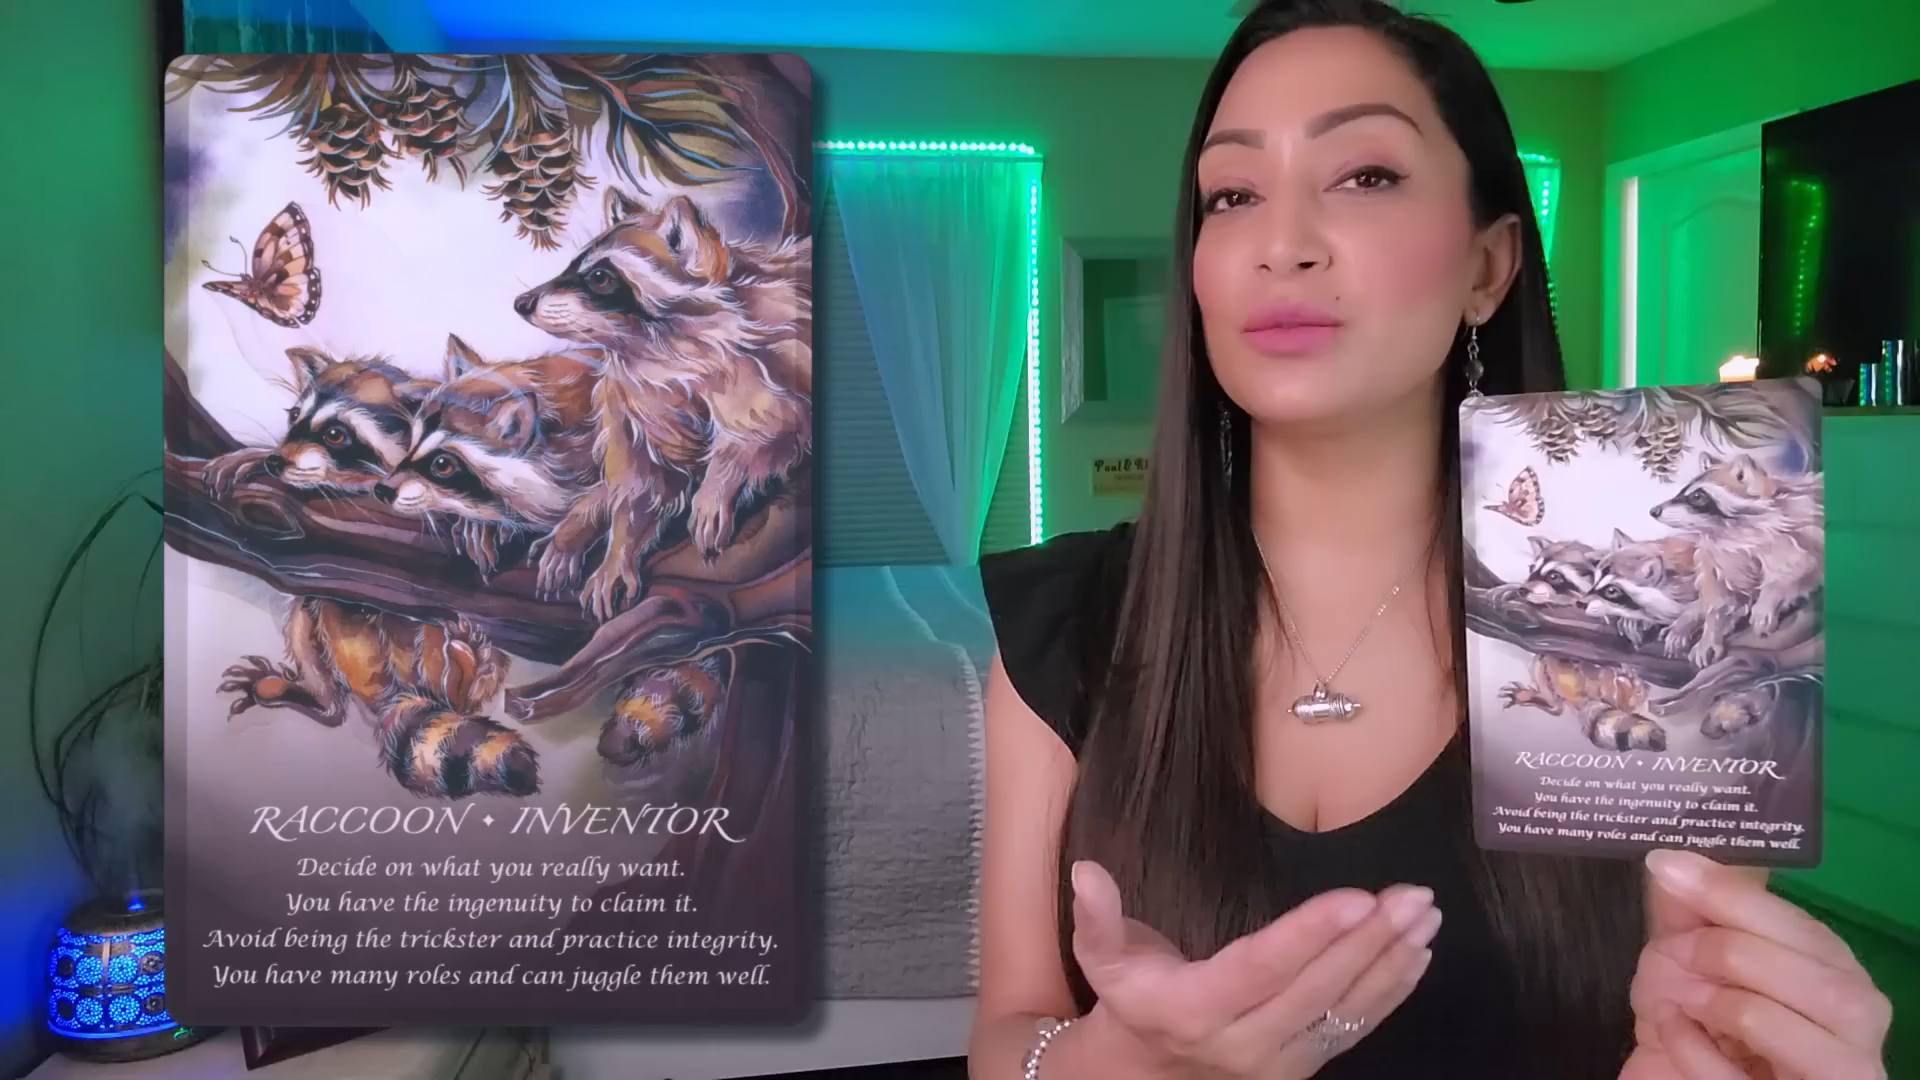 RACCOON • INVENTOR
Decide on what you really want.
You have the ingenuity to claim it.
Avoid being the trickster and practice integrity.
You have many roles and can juggle them well.
RACCOON • INVENTOR
Decide on what you really want.
You have the ingenuity to claim it.
Avoid being the trickster and practice integrity.
You have many roles and can juggle them well.